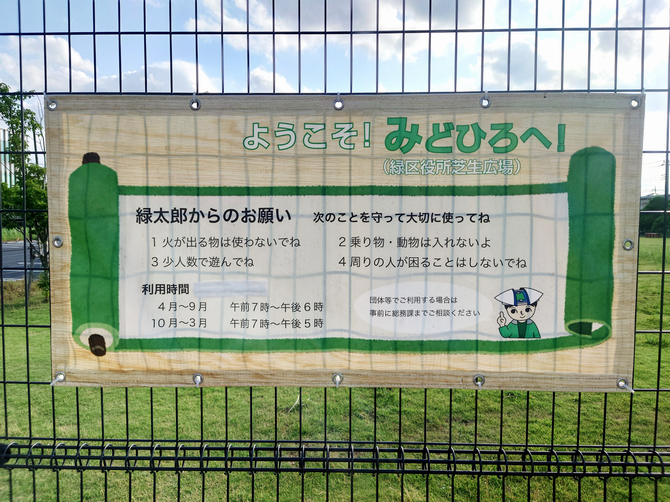 ようこそ！みどひろへ！
（緑区役所芝生広場）
緑太郎からのお願い　次のことを守って大切に使ってね
1 火が出る物は使わないでね　2 乗り物・動物は入れないよ
3 少人数で遊んでね　4 周りの人が困ることはしないでね
利用時間
4月～9月　午前7時～午後6時
10月～3月　午前7時～午後5時
団体等でご利用する場合は
事前に総務課までご相談ください